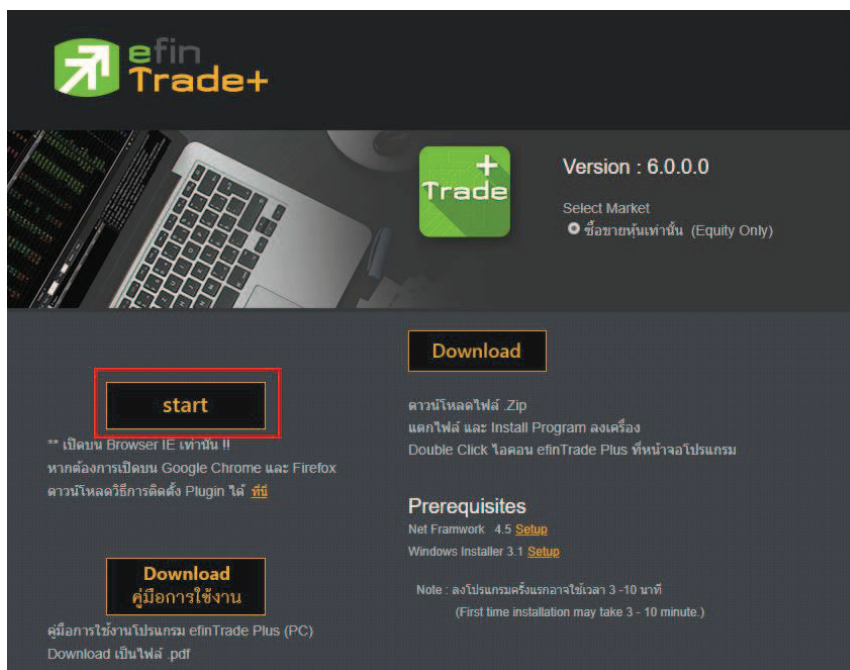 efin
Trade+
+
Trade
Version : 6.0.0.0
Select Market
ซื้อขายหุ้นเท่านั้น (Equity Only)
start
** เปิดบน Browser IE เท่านั้น !!
หากต้องการเปิดบน Google Chrome และ Firefox
ดาวน์โหลดวิธีการติดตั้ง Plugin ได้ ที่นี่
Download
คู่มือการใช้งาน
คู่มือการใช้งานโปรแกรม efinTrade Plus (PC)
Download เป็นไฟล์ .pdf
Download
ดาวน์โหลดไฟล์ .Zip
แตกไฟล์ และ Install Program ลงเครื่อง
Double Click ไอคอน efinTrade Plus ที่หน้าจอโปรแกรม
Prerequisites
Net Framwork 4.5 Setup
Windows Installer 3.1 Setup
Note : ลงโปรแกรมครั้งแรกอาจใช้เวลา 3 -10 นาที
(First time installation may take 3 - 10 minute.)